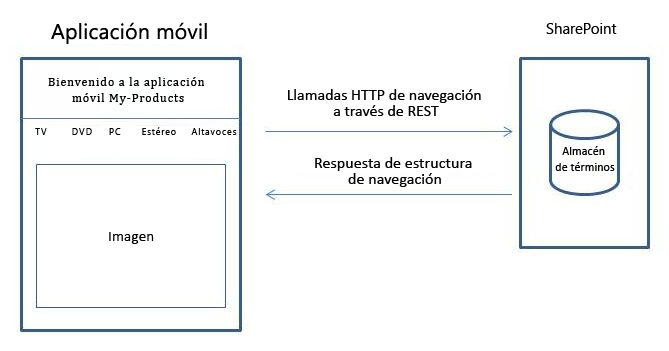 Aplicación móvil
Bienvenido a la aplicación
móvil My-Products
TV DVD PC Estéreo Altavoces
Imagen
Llamadas HTTP de navegación
a través de REST
Respuesta de estructura
de navegación
SharePoint
Almacén
de términos